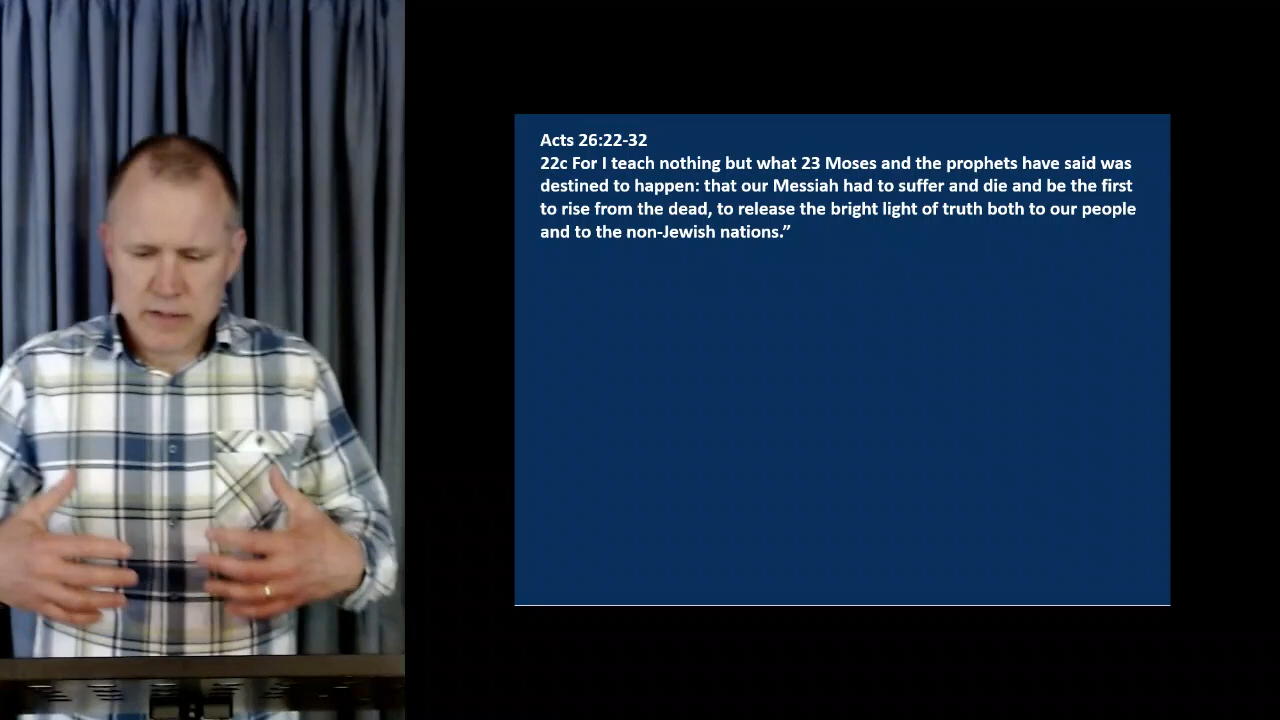 Acts 26:22-32
22c For I teach nothing but what 23 Moses and the prophets have said was
destined to happen: that our Messiah had to suffer and die and be the first
to rise from the dead, to release the bright light of truth both to our people
and to the non-Jewish nations.”